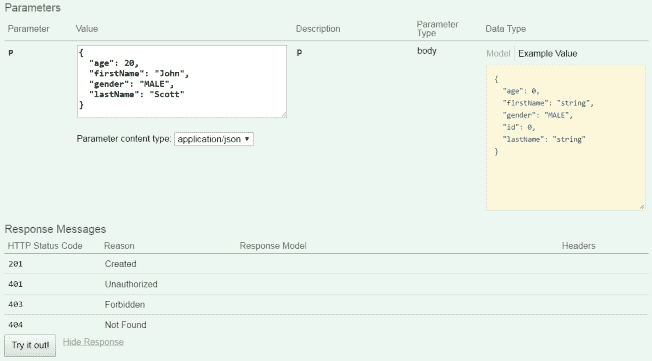 Parameters
Parameter Value Description Parameter Type Data Type
p { p body Model Example Value
"age": 20,
"firstName": "John",
"gender": "MALE",
"lastName": "Scott"
}
{
"age": 0,
"firstName": "string",
"gender": "MALE",
"id": 0,
"lastName": "string"
}
Parameter content type: application/json
Response Messages
HTTP Status Code Reason Response Model Headers
201 Created
401 Unauthorized
403 Forbidden
404 Not Found
Try it out! Hide Response